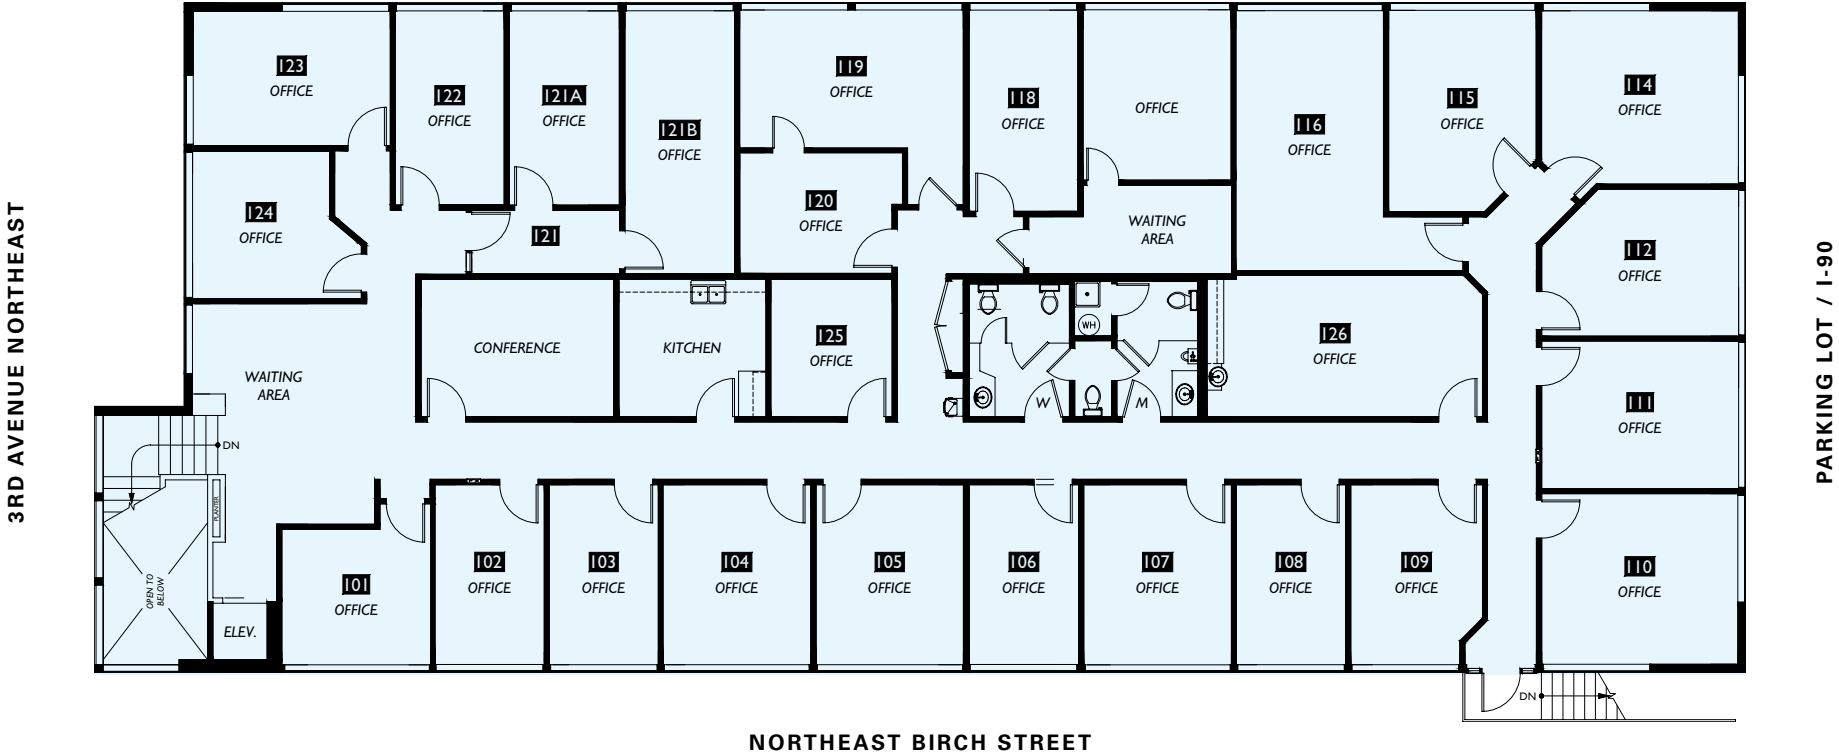 123
OFFICE
122
OFFICE
121A
OFFICE
121B
OFFICE
119
OFFICE
118
OFFICE
OFFICE
116
OFFICE
115
OFFICE
114
OFFICE
124
OFFICE
121
120
OFFICE
WAITING
AREA
112
OFFICE
3RD AVENUE NORTHEAST
PARKING LOT / I-90
WAITING
AREA
CONFERENCE
KITCHEN
125
OFFICE
WH
W
M
126
OFFICE
111
OFFICE
DN
PLANTER
OPEN TO
BELOW
ELEV.
101
OFFICE
102
OFFICE
103
OFFICE
104
OFFICE
105
OFFICE
106
OFFICE
107
OFFICE
108
OFFICE
109
OFFICE
110
OFFICE
DN
NORTHEAST BIRCH STREET